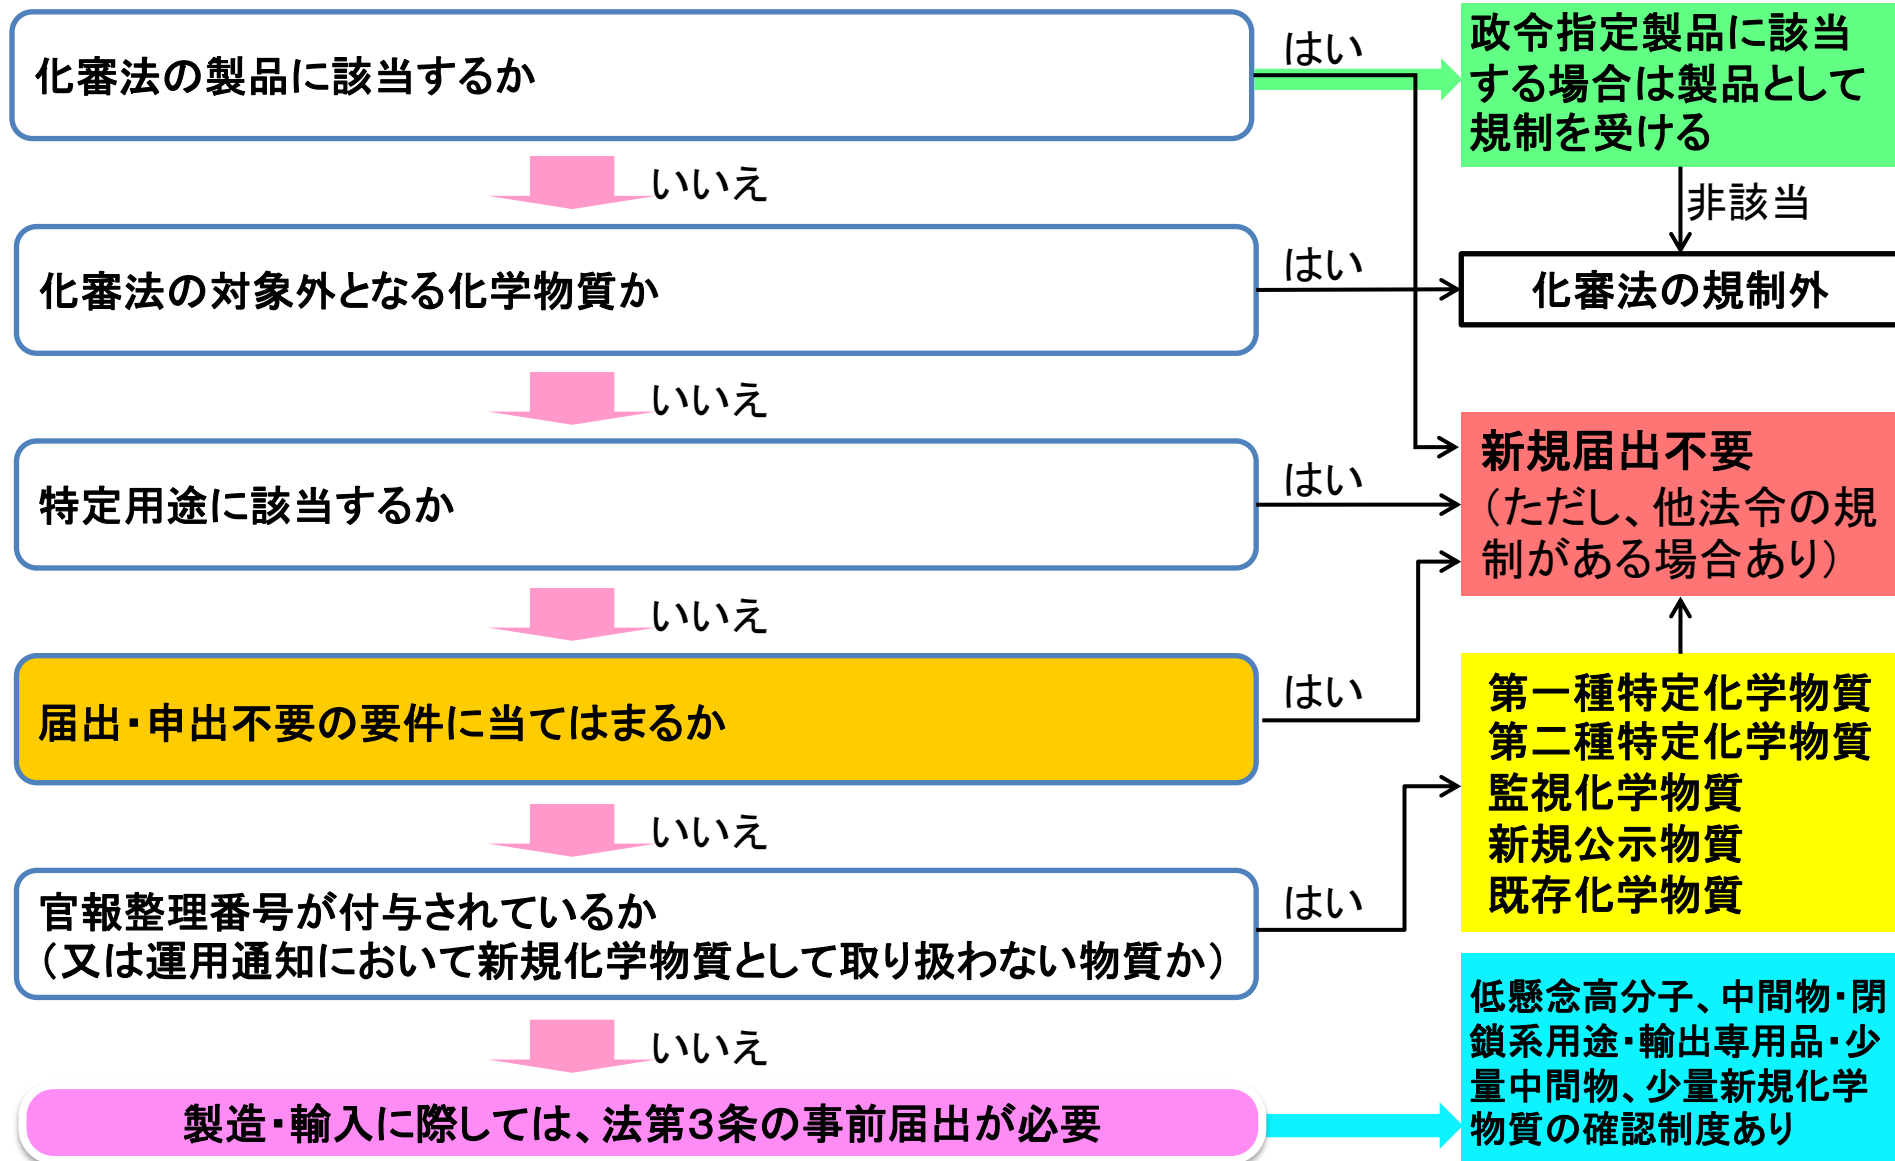 化審法の製品に該当するか
はい
政令指定製品に該当
する場合は製品として
規制を受ける
いいえ
非該当
化審法の対象外となる化学物質か
はい
化審法の規制外
いいえ
特定用途に該当するか
はい
新規届出不要
（ただし、他法令の規
制がある場合あり）
いいえ
届出・申出不要の要件に当てはまるか
はい
第一種特定化学物質
第二種特定化学物質
監視化学物質
新規公示物質
既存化学物質
いいえ
官報整理番号が付与されているか
（又は運用通知において新規化学物質として取り扱わない物質か）
はい
いいえ
製造・輸入に際しては、法第３条の事前届出が必要
低懸念高分子、中間物・閉
鎖系用途・輸出専用品・少
量中間物、少量新規化学
物質の確認制度あり